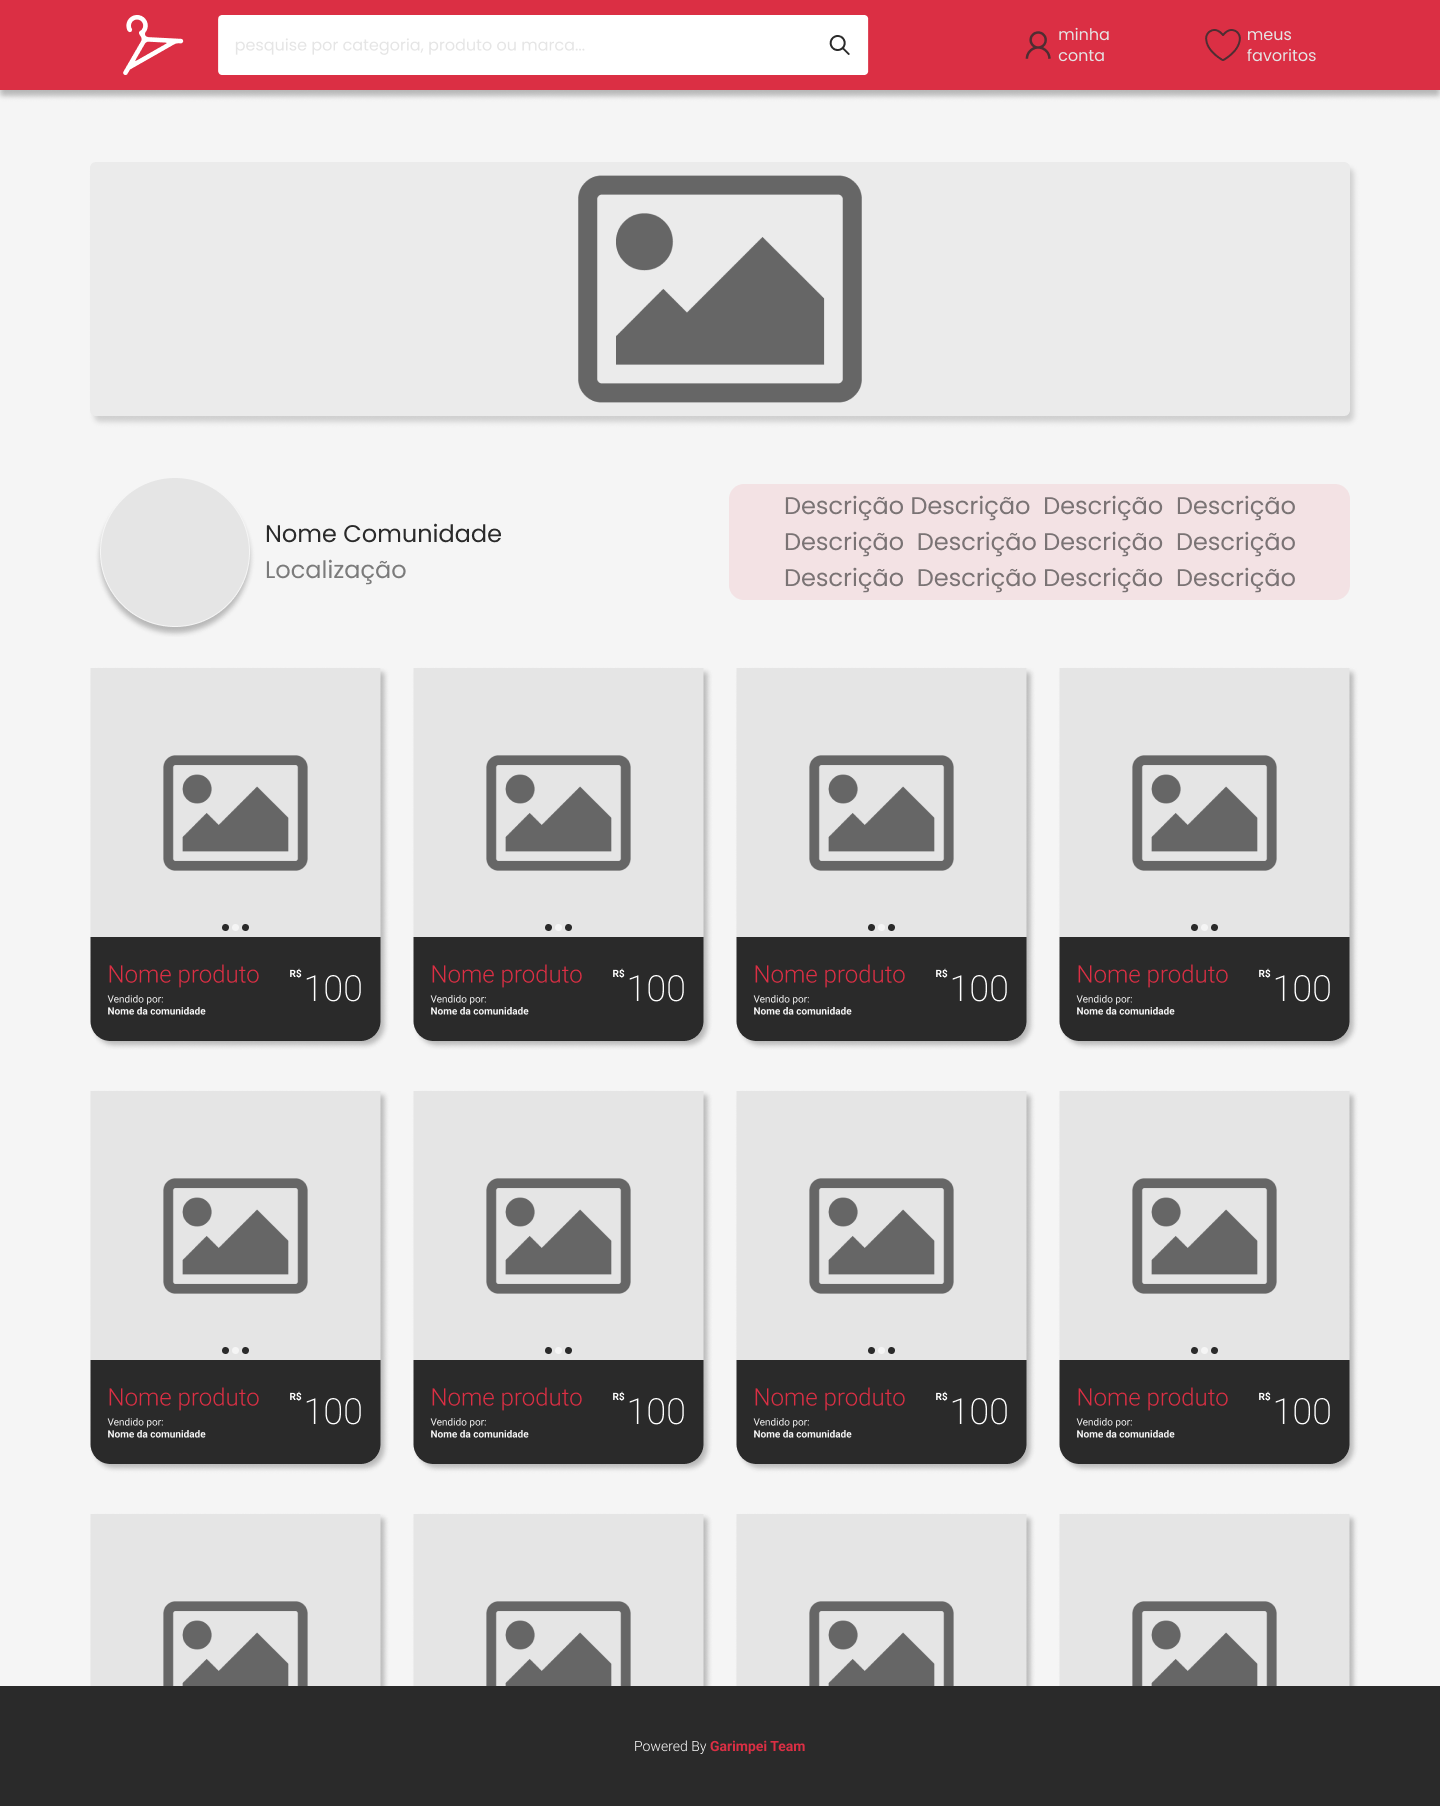 pesquise por categoria, produto ou marca...
minha
conta
meus
favoritos
Nome Comunidade
Localização
Descrição Descrição Descrição Descrição
Descrição Descrição Descrição Descrição
Descrição Descrição Descrição Descrição
Nome produto R$ 100
Vendido por:
Nome da comunidade
Nome produto R$ 100
Vendido por:
Nome da comunidade
Nome produto R$ 100
Vendido por:
Nome da comunidade
Nome produto R$ 100
Vendido por:
Nome da comunidade
Nome produto R$ 100
Vendido por:
Nome da comunidade
Nome produto R$ 100
Vendido por:
Nome da comunidade
Nome produto R$ 100
Vendido por:
Nome da comunidade
Nome produto R$ 100
Vendido por:
Nome da comunidade
Powered By Garimpei Team